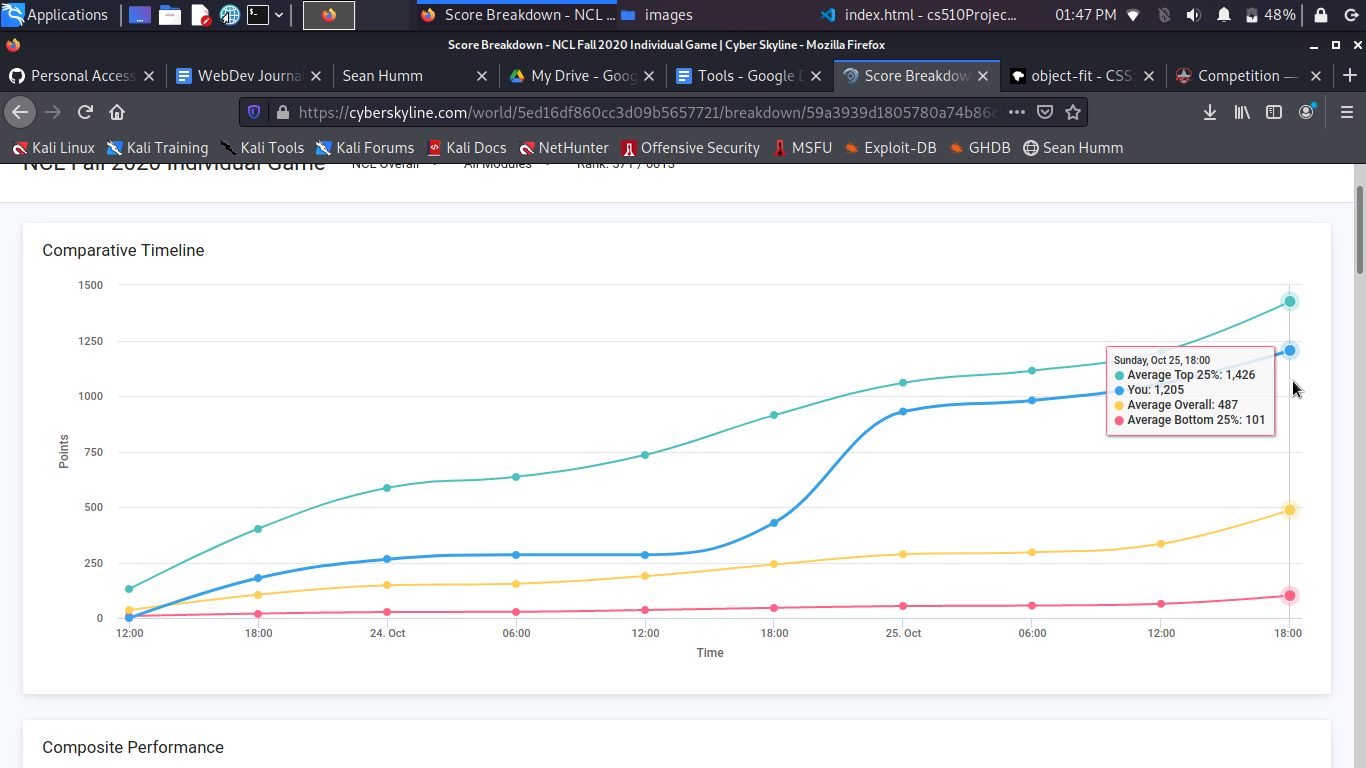 Applications
Score Breakdown - NCL ...
images
index.html - cs510Projec...
01:47 PM
48%
Score Breakdown - NCL Fall 2020 Individual Game | Cyber Skyline - Mozilla Firefox
Personal Access
WebDev Journa
Sean Humm
My Drive - Goog
Tools - Google D
Score Breakdow
object-fit - CSS
Competition —
https://cyberskyline.com/world/5ed16df860cc3d09b5657721/breakdown/59a3939d1805780a74b86c
Kali Linux
Kali Training
Kali Tools
Kali Forums
Kali Docs
NetHunter
Offensive Security
MSFU
Exploit-DB
GHDB
Sean Humm
NCL Fall 2020 Individual Game
NCL Overall
All Modules
Rank: 371 / 6013
Comparative Timeline
1500
1250
1000
750
500
250
0
Points
Sunday, Oct 25, 18:00
Average Top 25%: 1,426
You: 1,205
Average Overall: 487
Average Bottom 25%: 101
12:00
18:00
24. Oct
06:00
12:00
18:00
25. Oct
06:00
12:00
18:00
Time
Composite Performance